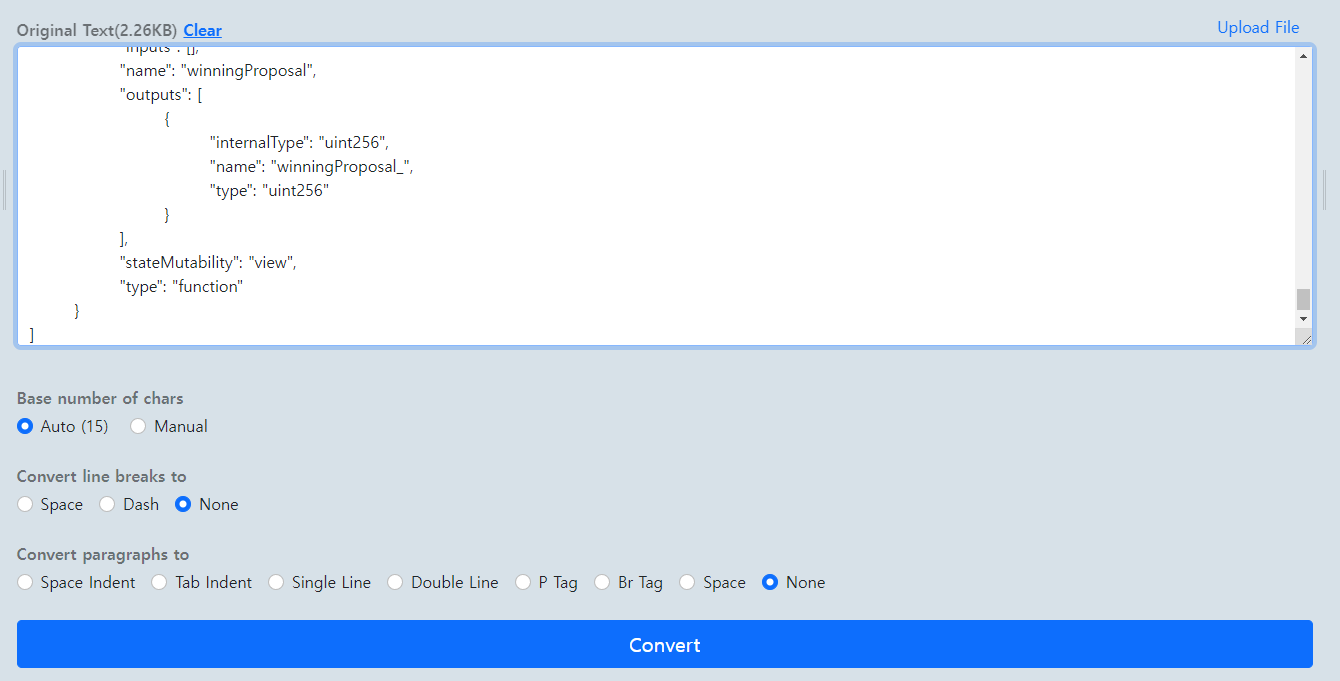 Original Text(2.26KB) Clear
Upload File
"inputs": [],
"name": "winningProposal",
"outputs": [
{
"internalType": "uint256",
"name": "winningProposal_",
"type": "uint256"
}
],
"stateMutability": "view",
"type": "function"
}
]
Base number of chars
Auto (15) Manual
Convert line breaks to
Space Dash None
Convert paragraphs to
Space Indent Tab Indent Single Line Double Line P Tag Br Tag Space None
Convert